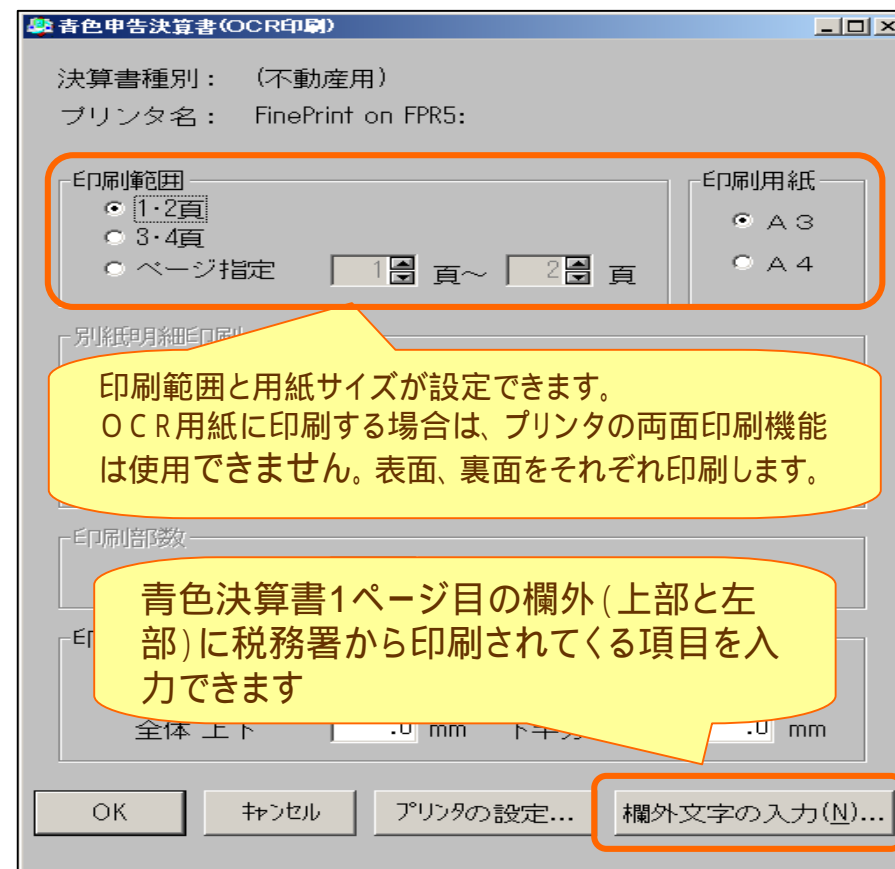 青色申告決算書(OCR印刷)
決算書種別： (不動産用)
プリンタ名： FinePrint on FPR5:
印刷範囲
1・2頁
3・4頁
ページ指定 1 頁～ 2 頁
印刷用紙
Ａ３
Ａ４
別紙明細印刷
印刷範囲と用紙サイズが設定できます。
ＯＣＲ用紙に印刷する場合は、プリンタの両面印刷機能
は使用できません。表面、裏面をそれぞれ印刷します。
印刷部数
青色決算書1ページ目の欄外(上部と左
部)に税務署から印刷されてくる項目を入
力できます
全体 上下 .0 mm .0 mm
OK
キャンセル
プリンタの設定...
欄外文字の入力(N)...